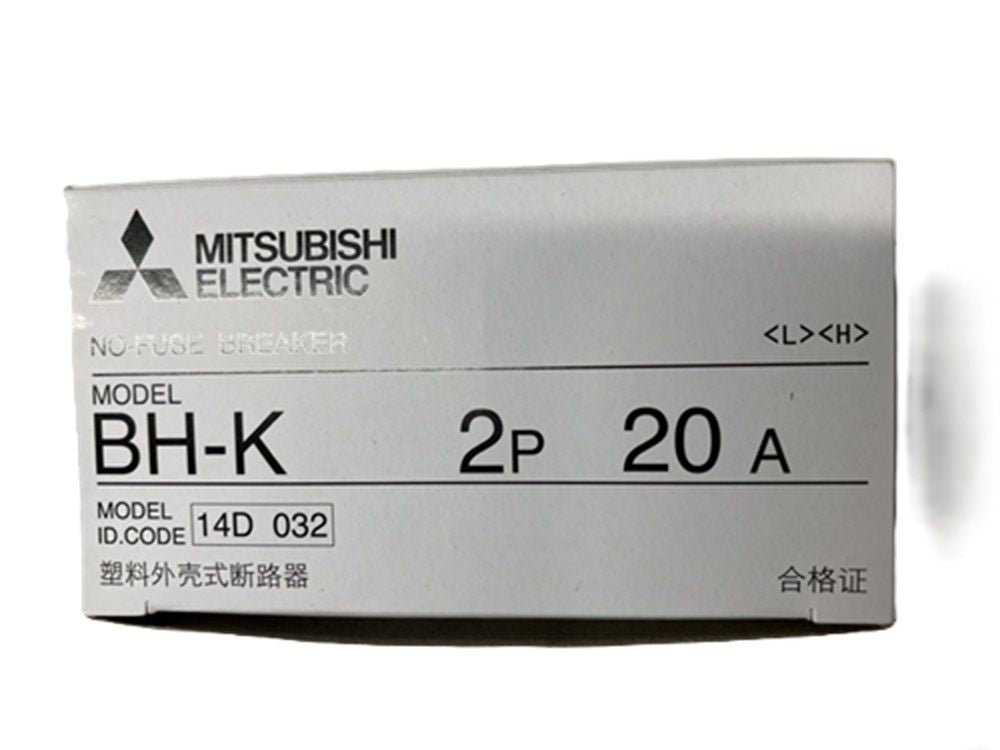 MITSUBISHI
ELECTRIC
NO-FUSE BREAKER
<L><H>
MODEL
BH-K 2P 20 A
MODEL
ID.CODE 14D 032
塑料外壳式断路器 合格证